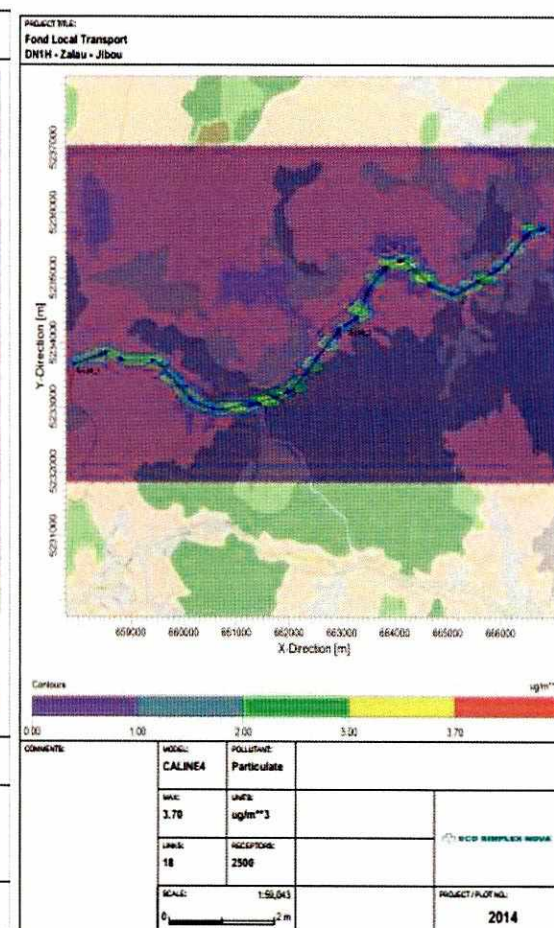 PROJECT TITLE:
Fond Local Transport
DN1H - Zalau - Jibou
Y-Direction [m]
5237000
5236000
5235000
5234000
5233000
5232000
5231000
659000 660000 661000 662000 663000 664000 665000 666000
X-Direction [m]
Contours
0.00 1.00 2.00 3.00 3.70
COMMENTS:
MODEL:
CALINE4
POLLUTANT:
Particulate
MAX:
3.70
UNITS:
ug/m**3
LINKS:
18
RECEPTORS:
2500
ECO SIMPLEX NOVA
SCALE:
0 2 m
PROJECT / PLOT NO.:
2014